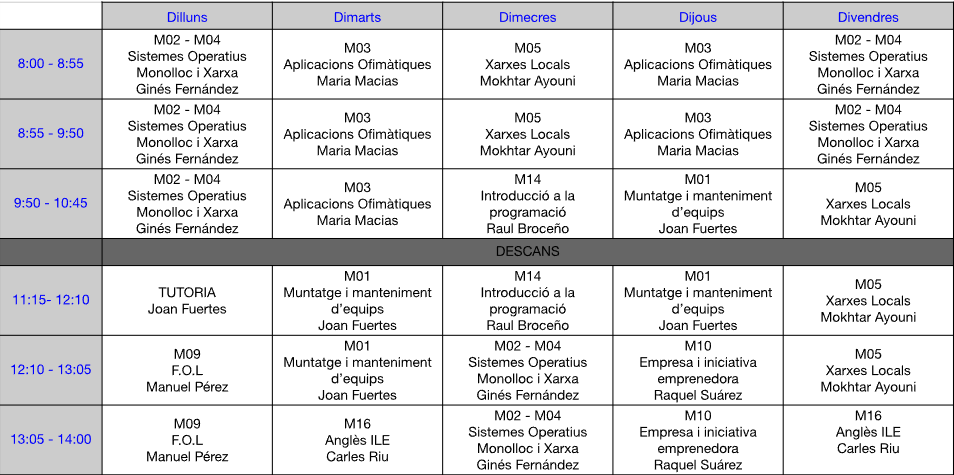 Dilluns Dimarts Dimecres Dijous Divendres
8:00 - 8:55
M02 - M04
Sistemes Operatius
Monolloc i Xarxa
Ginés Fernández
M03
Aplicacions Ofimàtiques
Maria Macias
M05
Xarxes Locals
Mokhtar Ayouni
M03
Aplicacions Ofimàtiques
Maria Macias
M02 - M04
Sistemes Operatius
Monolloc i Xarxa
Ginés Fernández
8:55 - 9:50
M02 - M04
Sistemes Operatius
Monolloc i Xarxa
Ginés Fernández
M03
Aplicacions Ofimàtiques
Maria Macias
M05
Xarxes Locals
Mokhtar Ayouni
M03
Aplicacions Ofimàtiques
Maria Macias
M02 - M04
Sistemes Operatius
Monolloc i Xarxa
Ginés Fernández
9:50 - 10:45
M02 - M04
Sistemes Operatius
Monolloc i Xarxa
Ginés Fernández
M03
Aplicacions Ofimàtiques
Maria Macias
M14
Introducció a la
programació
Raul Broceño
M01
Muntatge i manteniment
d'equips
Joan Fuertes
M05
Xarxes Locals
Mokhtar Ayouni
DESCANS
11:15- 12:10
TUTORIA
Joan Fuertes
M01
Muntatge i manteniment
d'equips
Joan Fuertes
M14
Introducció a la
programació
Raul Broceño
M01
Muntatge i manteniment
d'equips
Joan Fuertes
M05
Xarxes Locals
Mokhtar Ayouni
12:10 - 13:05
M09
F.O.L
Manuel Pérez
M01
Muntatge i manteniment
d'equips
Joan Fuertes
M02 - M04
Sistemes Operatius
Monolloc i Xarxa
Ginés Fernández
M10
Empresa i iniciativa
emprenedora
Raquel Suárez
M05
Xarxes Locals
Mokhtar Ayouni
13:05 - 14:00
M09
F.O.L
Manuel Pérez
M16
Anglès ILE
Carles Riu
M02 - M04
Sistemes Operatius
Monolloc i Xarxa
Ginés Fernández
M10
Empresa i iniciativa
emprenedora
Raquel Suárez
M16
Anglès ILE
Carles Riu